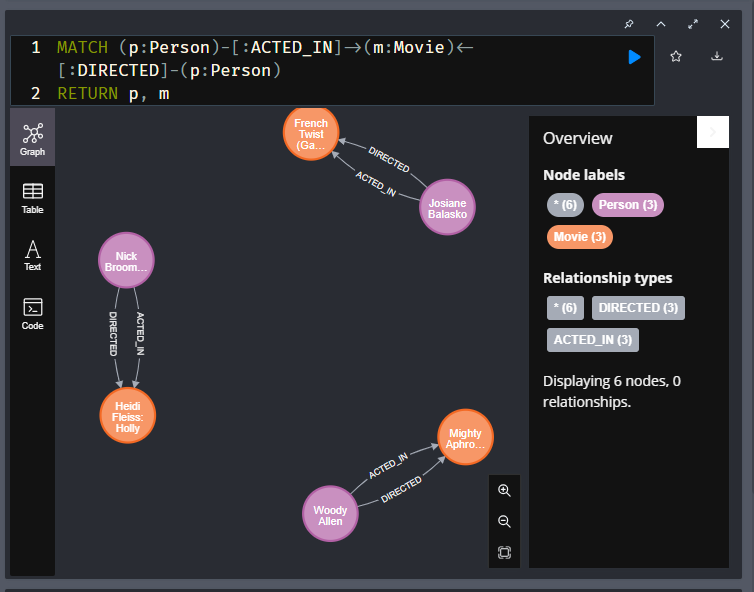 1 MATCH (p:Person)-[:ACTED_IN]->(m:Movie)<-
[:DIRECTED]-(p:Person)
2 RETURN p, m
Graph
Table
Text
Code
French
Twist
(Ga...
DIRECTED
ACTED_IN
Josiane
Balasko
Nick
Broom...
DIRECTED
ACTED_IN
Heidi
Fleiss:
Holly
Mighty
Aphro...
ACTED_IN
DIRECTED
Woody
Allen
Overview
Node labels
* (6)
Person (3)
Movie (3)
Relationship types
* (6)
DIRECTED (3)
ACTED_IN (3)
Displaying 6 nodes, 0
relationships.